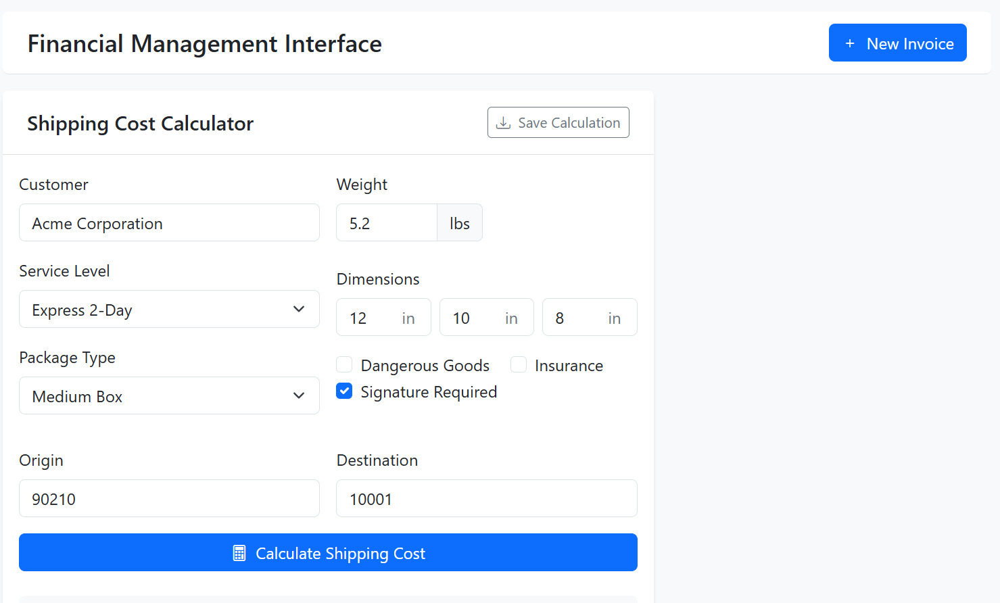 Financial Management Interface
+ New Invoice
Shipping Cost Calculator
Save Calculation
Customer
Acme Corporation
Weight
5.2 lbs
Service Level
Express 2-Day
Dimensions
12 in 10 in 8 in
Package Type
Medium Box
Dangerous Goods Insurance
Signature Required
Origin
90210
Destination
10001
Calculate Shipping Cost